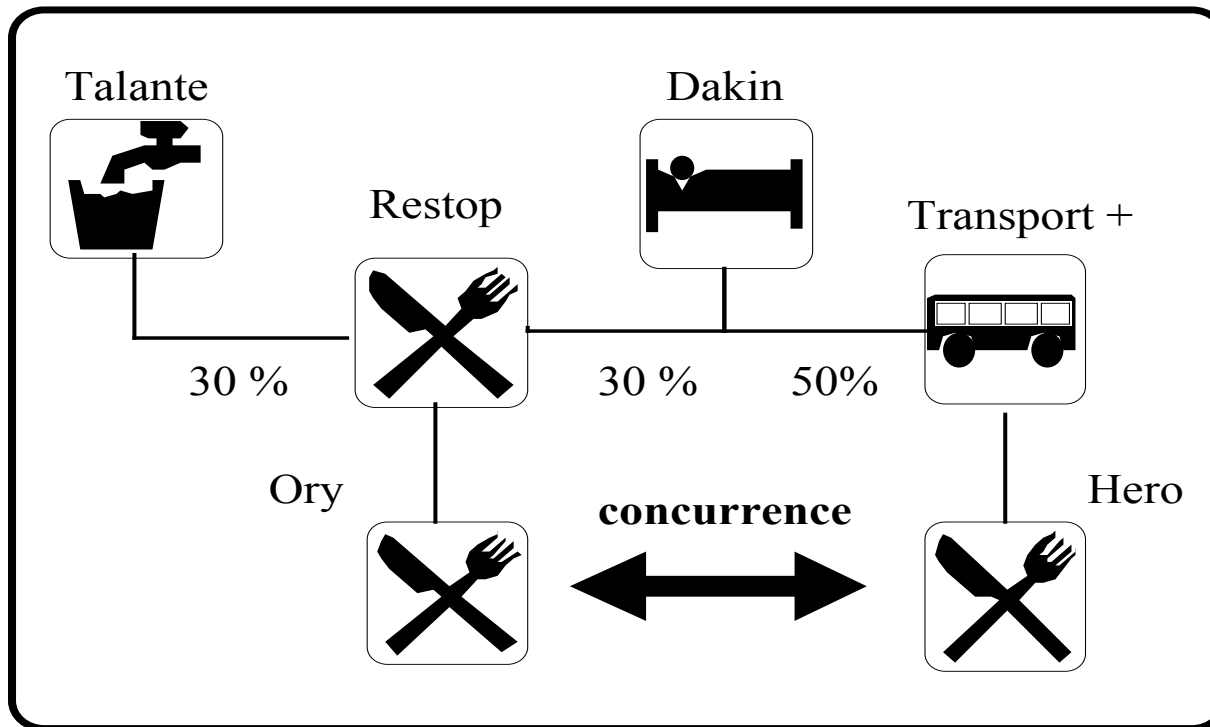 Talante
Dakin
Restop
Transport +
30 %
30 %
50%
Ory
Hero
concurrence